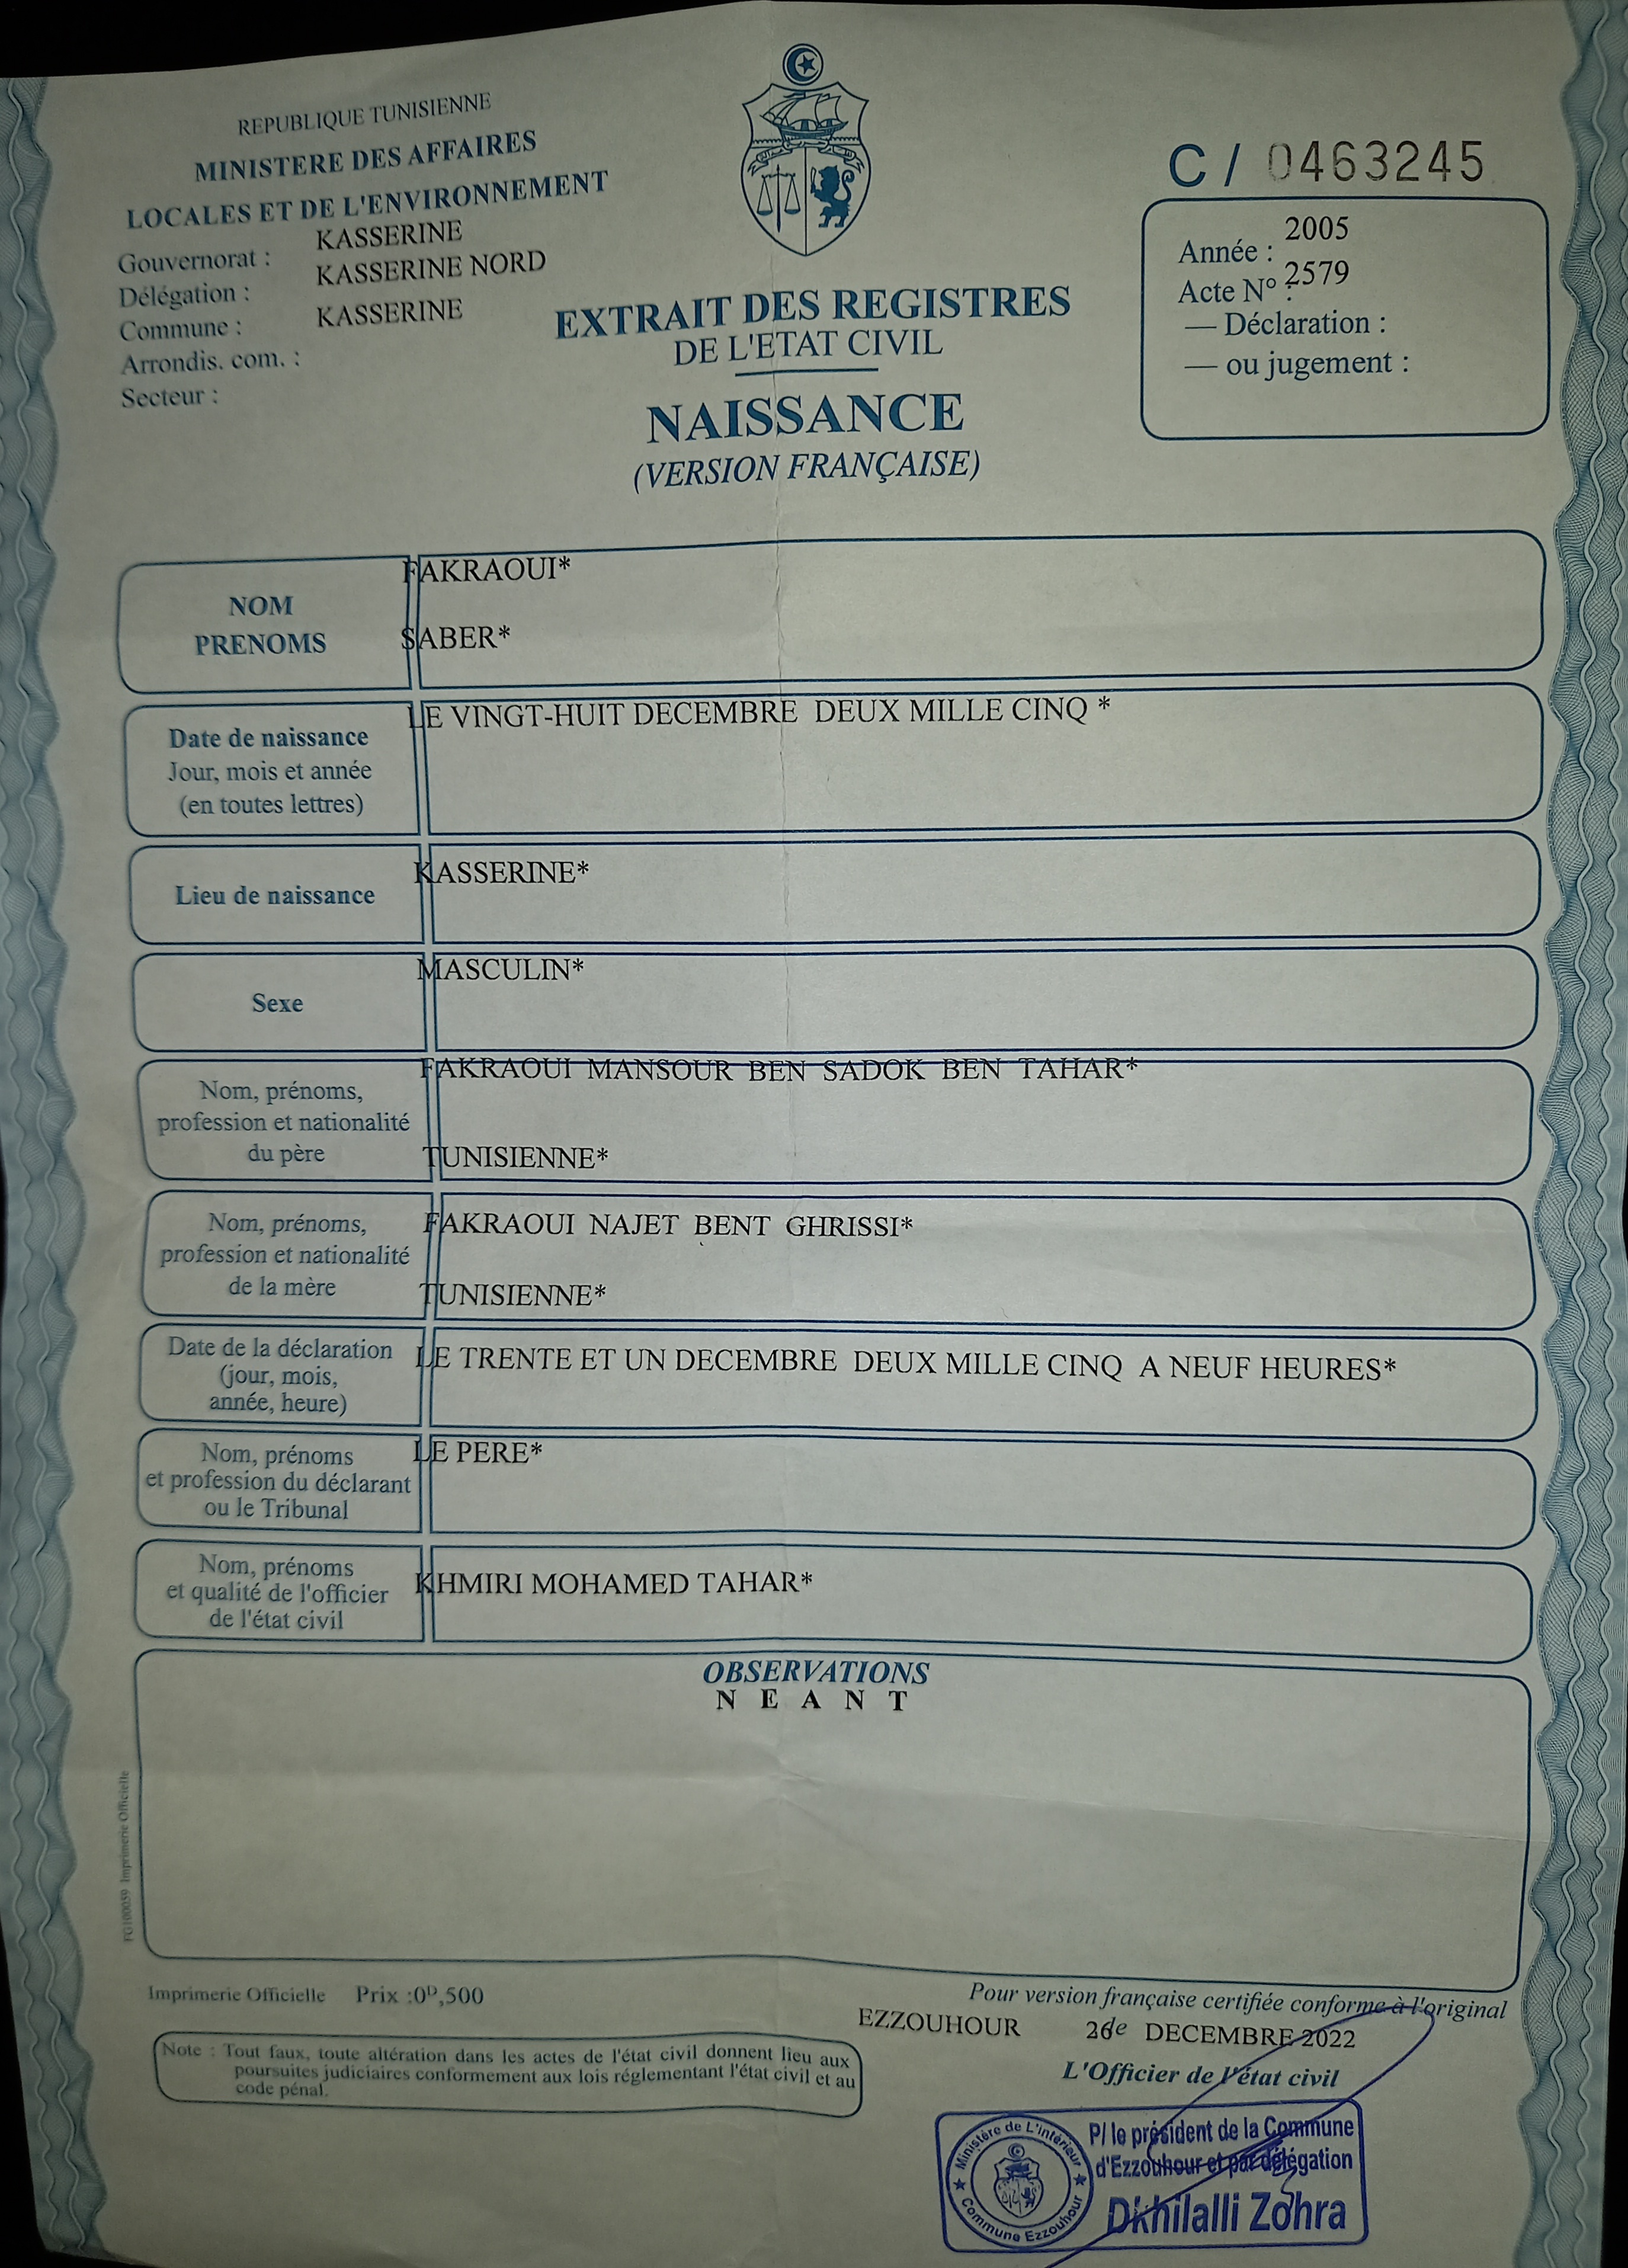 REPUBLIQUE TUNISIENNE
MINISTERE DES AFFAIRES
LOCALES ET DE L'ENVIRONNEMENT
Gouvernorat : KASSERINE
Délégation : KASSERINE NORD
Commune : KASSERINE
Arrondis. com. :
Secteur :
EXTRAIT DES REGISTRES
DE L'ETAT CIVIL
NAISSANCE
(VERSION FRANÇAISE)
C / 0463245
Année : 2005
Acte N° : 2579
— Déclaration :
— ou jugement :
NOM
PRENOMS
FAKRAOUI*
SABER*
Date de naissance
Jour, mois et année
(en toutes lettres)
LE VINGT-HUIT DECEMBRE DEUX MILLE CINQ *
Lieu de naissance
KASSERINE*
Sexe
MASCULIN*
Nom, prénoms,
profession et nationalité
du père
FAKRAOUI MANSOUR BEN SADOK BEN TAHAR*
TUNISIENNE*
Nom, prénoms,
profession et nationalité
de la mère
FAKRAOUI NAJET BENT GHRISSI*
TUNISIENNE*
Date de la déclaration
(jour, mois,
année, heure)
LE TRENTE ET UN DECEMBRE DEUX MILLE CINQ A NEUF HEURES*
Nom, prénoms
et profession du déclarant
ou le Tribunal
LE PERE*
Nom, prénoms
et qualité de l'officier
de l'état civil
KHMIRI MOHAMED TAHAR*
OBSERVATIONS
N E A N T
FG100059 Imprimerie Officielle
Imprimerie Officielle Prix :0ᴰ,500
Note : Tout faux, toute altération dans les actes de l'état civil donnent lieu aux
poursuites judiciaires conformement aux lois réglementant l'état civil et au
code pénal.
Pour version française certifiée conforme à l'original
EZZOUHOUR 26 de DECEMBRE 2022
L'Officier de l'état civil
Ministère de L'intérieur
Commune Ezzouhour
P/ le président de la Commune
d'Ezzouhour et par délégation
Dkhilalli Zohra